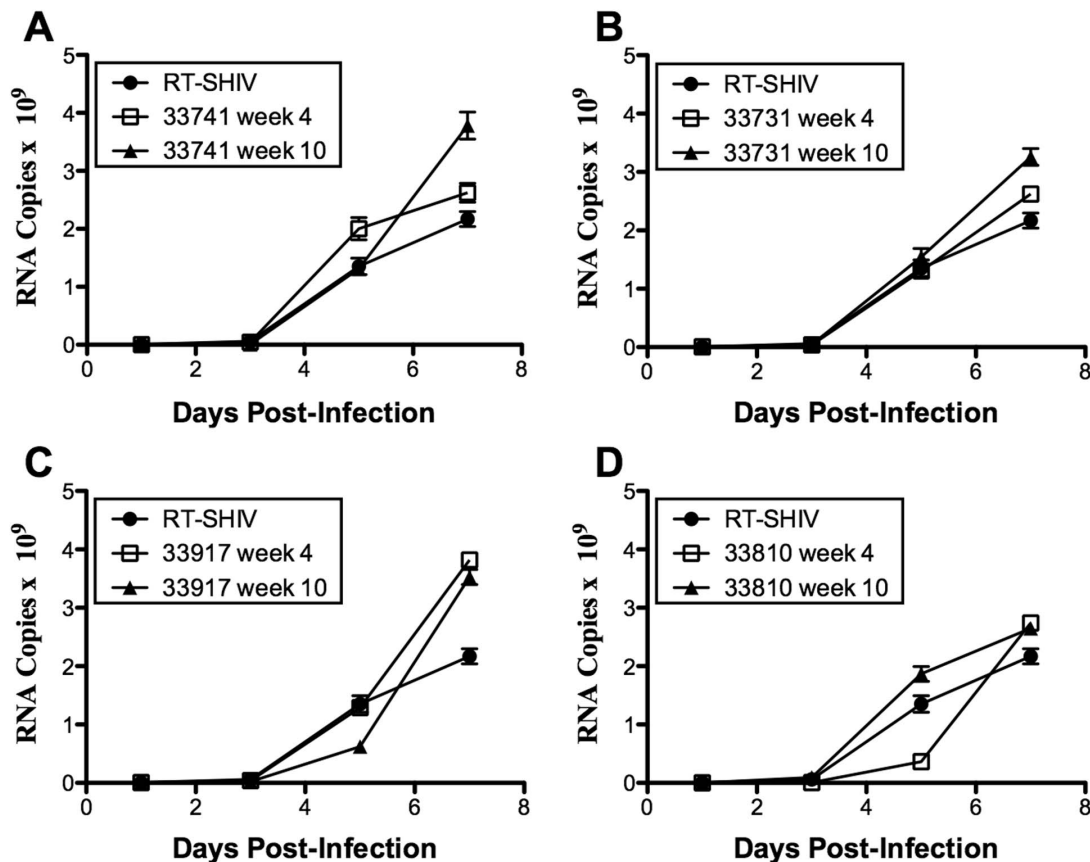 A
RNA Copies x 10⁹
5
4
3
2
1
0
RT-SHIV
33741 week 4
33741 week 10
0 2 4 6 8
Days Post-Infection
B
RNA Copies x 10⁹
5
4
3
2
1
0
RT-SHIV
33731 week 4
33731 week 10
0 2 4 6 8
Days Post-Infection
C
RNA Copies x 10⁹
5
4
3
2
1
0
RT-SHIV
33917 week 4
33917 week 10
0 2 4 6 8
Days Post-Infection
D
RNA Copies x 10⁹
5
4
3
2
1
0
RT-SHIV
33810 week 4
33810 week 10
0 2 4 6 8
Days Post-Infection